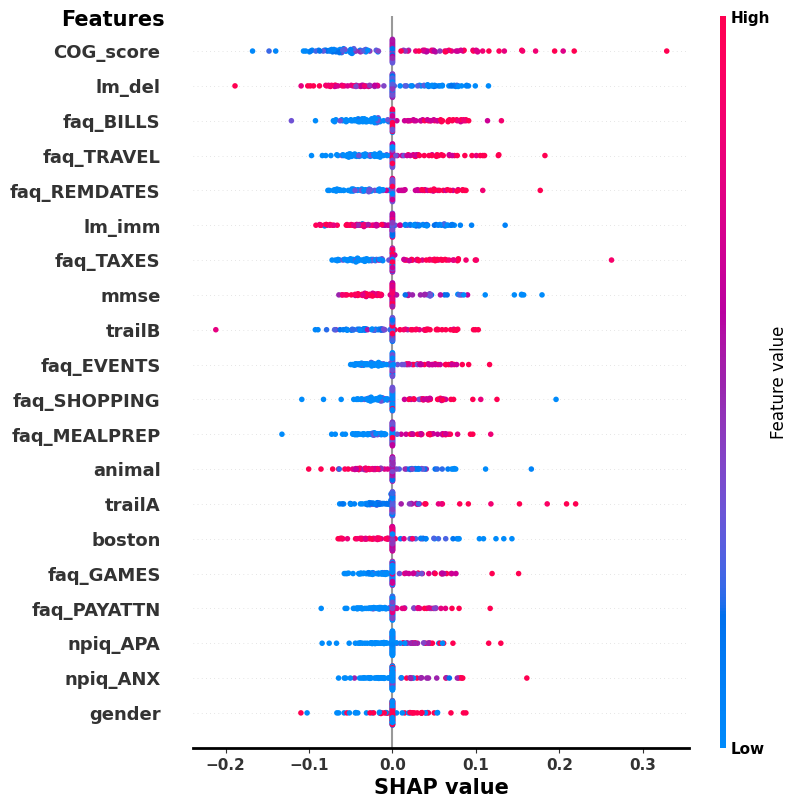 Features
High
COG_score
lm_del
faq_BILLS
faq_TRAVEL
faq_REMDATES
lm_imm
faq_TAXES
mmse
trailB
faq_EVENTS
faq_SHOPPING
faq_MEALPREP
animal
trailA
boston
faq_GAMES
faq_PAYATTN
npiq_APA
npiq_ANX
gender
Feature value
Low
−0.2 −0.1 0.0 0.1 0.2 0.3
SHAP value